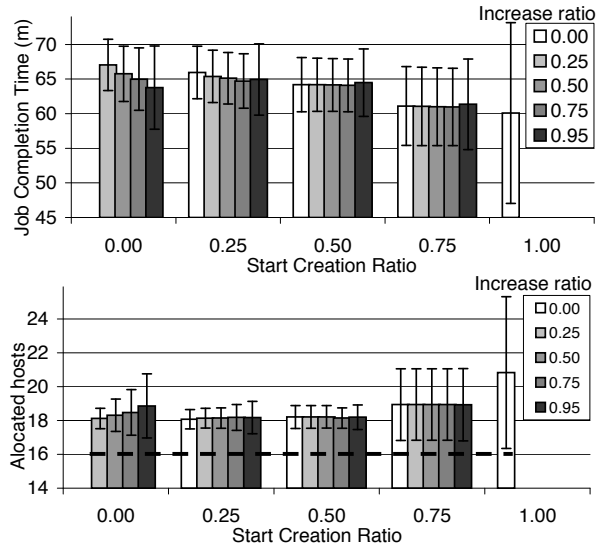 Increase ratio
0.00
0.25
0.50
0.75
0.95
Job Completion Time (m)
70
65
60
55
50
45
0.00 0.25 0.50 0.75 1.00
Start Creation Ratio
Increase ratio
0.00
0.25
0.50
0.75
0.95
Alocated hosts
24
22
20
18
16
14
0.00 0.25 0.50 0.75 1.00
Start Creation Ratio